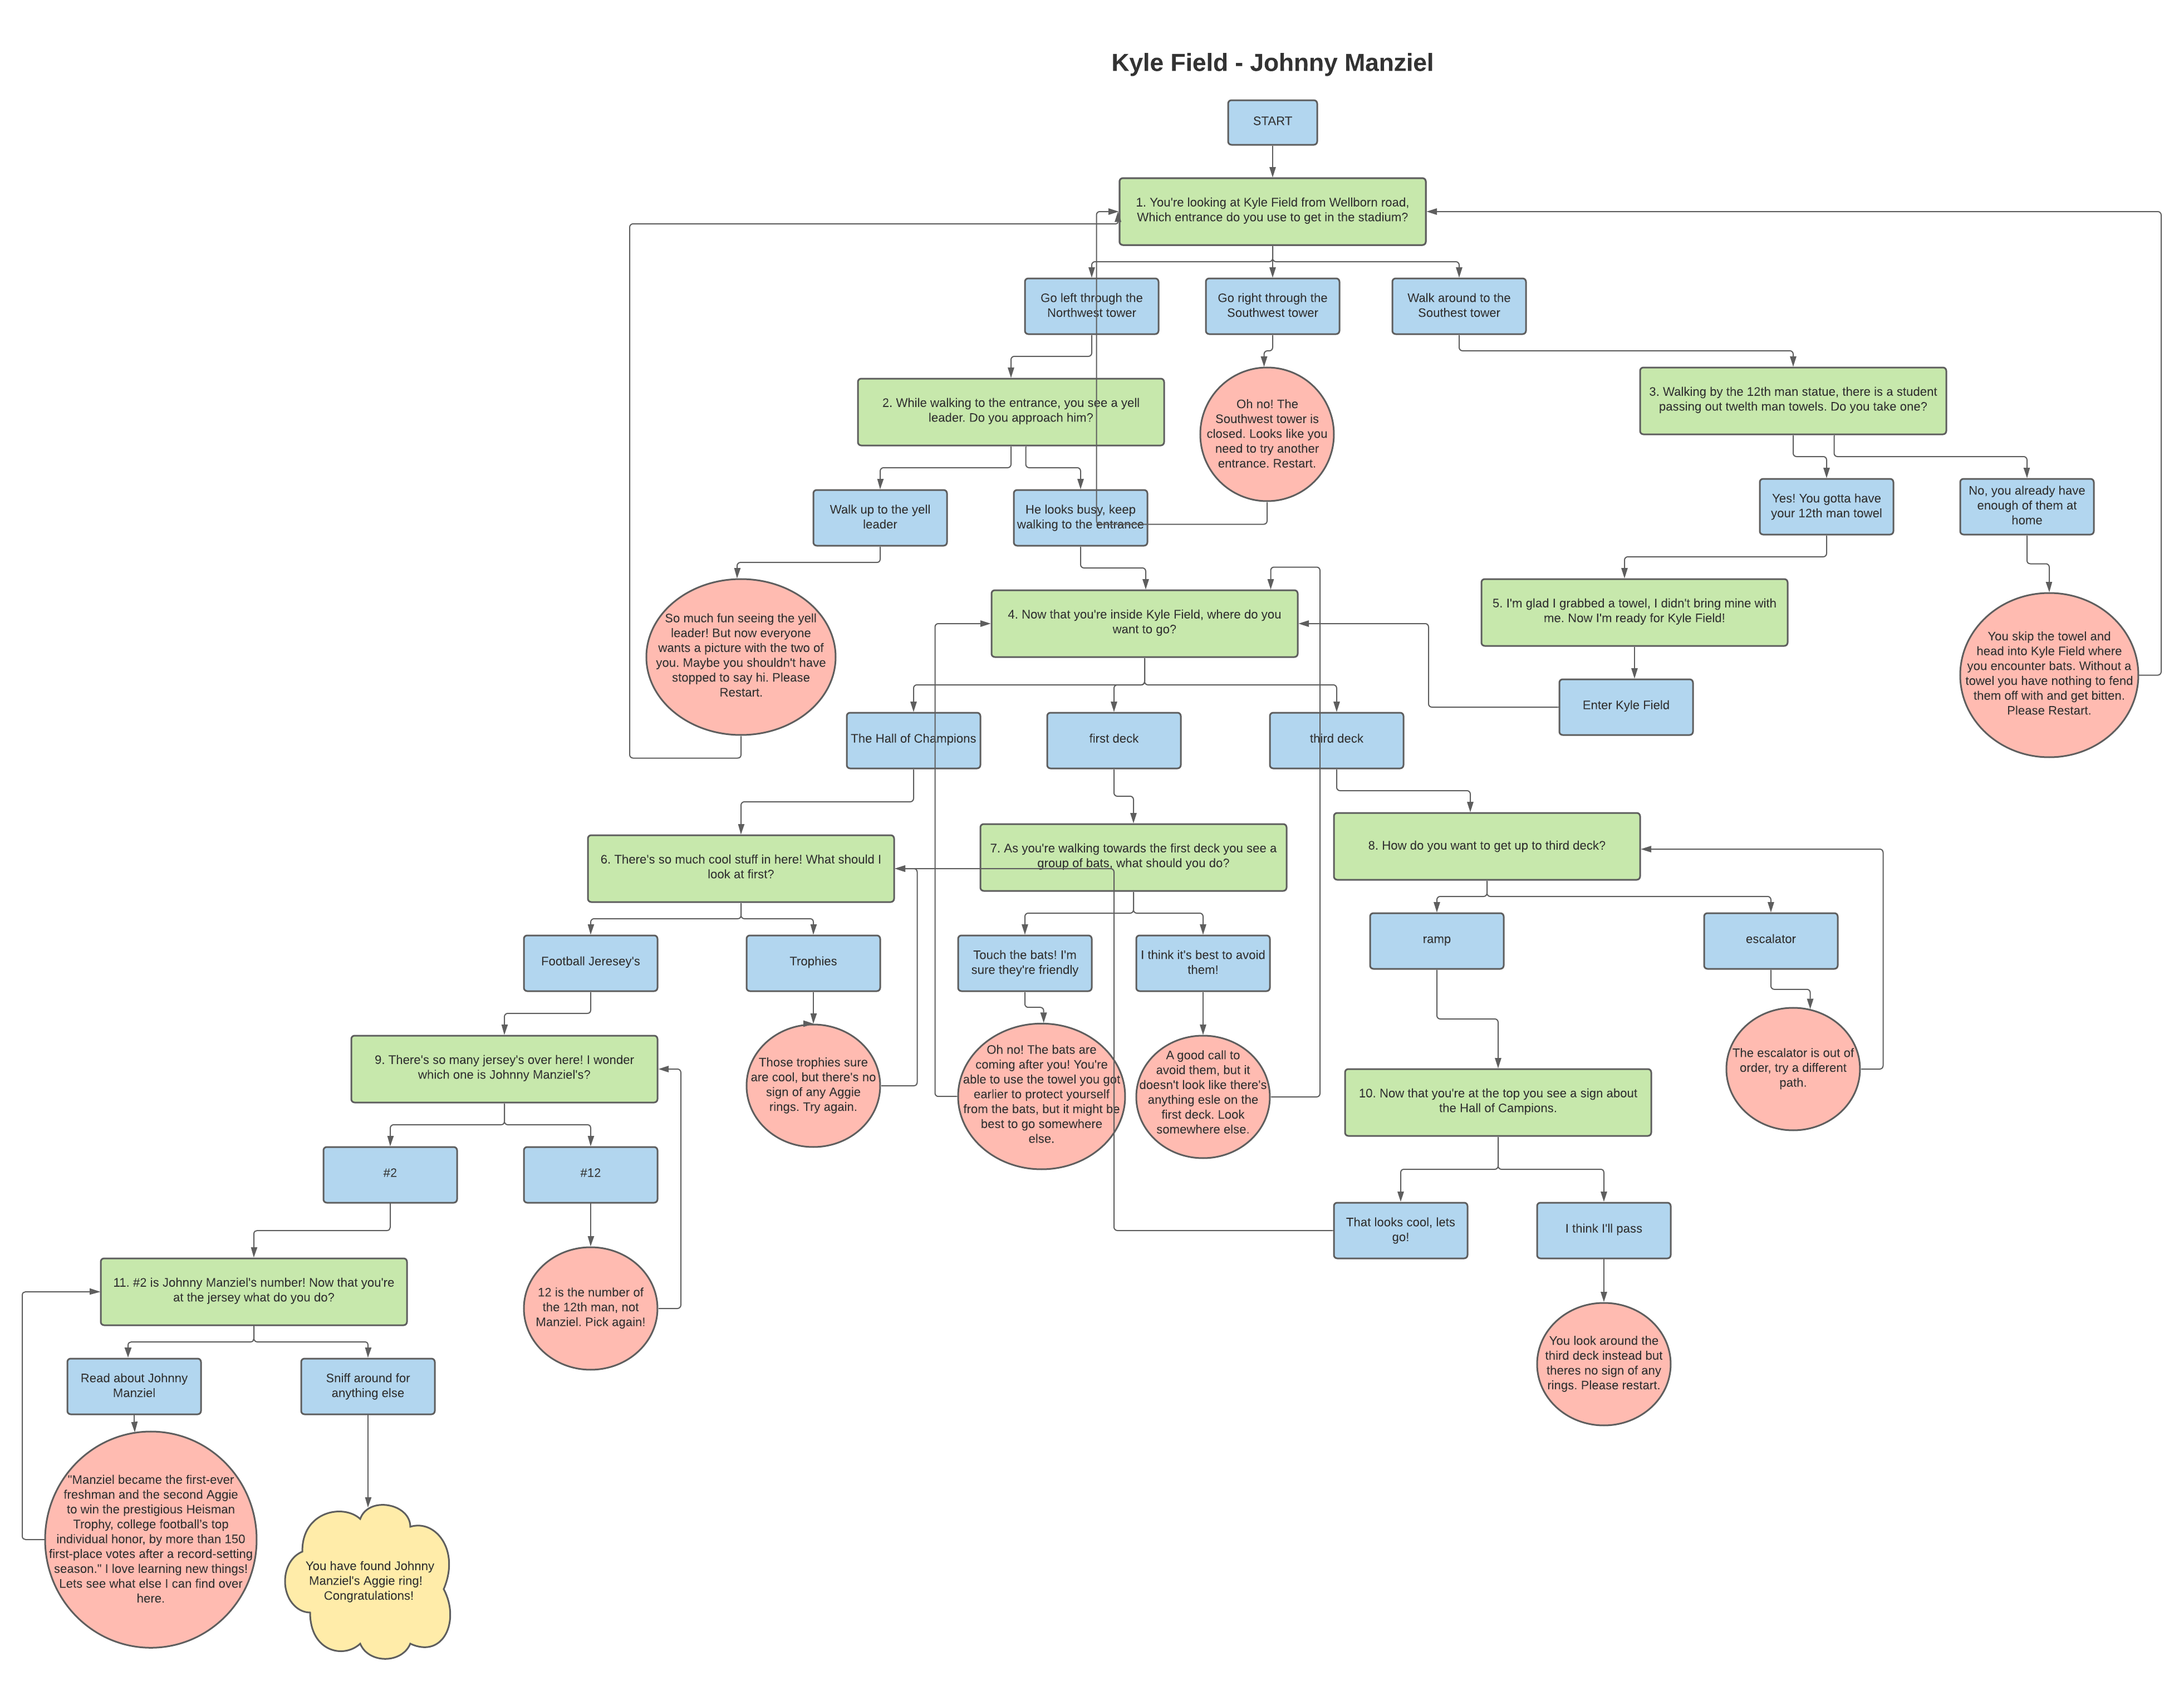 Kyle Field - Johnny Manziel
START
1. You're looking at Kyle Field from Wellborn road,
Which entrance do you use to get in the stadium?
Go left through the
Northwest tower
Go right through the
Southwest tower
Walk around to the
Southest tower
2. While walking to the entrance, you see a yell
leader. Do you approach him?
Oh no! The
Southwest tower is
closed. Looks like you
need to try another
entrance. Restart.
3. Walking by the 12th man statue, there is a student
passing out twelth man towels. Do you take one?
Walk up to the yell
leader
He looks busy, keep
walking to the entrance
Yes! You gotta have
your 12th man towel
No, you already have
enough of them at
home
So much fun seeing the yell
leader! But now everyone
wants a picture with the two of
you. Maybe you shouldn't have
stopped to say hi. Please
Restart.
4. Now that you're inside Kyle Field, where do you
want to go?
5. I'm glad I grabbed a towel, I didn't bring mine with
me. Now I'm ready for Kyle Field!
You skip the towel and
head into Kyle Field where
you encounter bats. Without a
towel you have nothing to fend
them off with and get bitten.
Please Restart.
Enter Kyle Field
The Hall of Champions
first deck
third deck
6. There's so much cool stuff in here! What should I
look at first?
7. As you're walking towards the first deck you see a
group of bats, what should you do?
8. How do you want to get up to third deck?
Football Jeresey's
Trophies
Touch the bats! I'm
sure they're friendly
I think it's best to avoid
them!
ramp
escalator
9. There's so many jersey's over here! I wonder
which one is Johnny Manziel's?
Those trophies sure
are cool, but there's no
sign of any Aggie
rings. Try again.
Oh no! The bats are
coming after you! You're
able to use the towel you got
earlier to protect yourself
from the bats, but it might be
best to go somewhere
else.
A good call to
avoid them, but it
doesn't look like there's
anything esle on the
first deck. Look
somewhere else.
The escalator is out of
order, try a different
path.
10. Now that you're at the top you see a sign about
the Hall of Campions.
#2
#12
That looks cool, lets
go!
I think I'll pass
11. #2 is Johnny Manziel's number! Now that you're
at the jersey what do you do?
12 is the number of
the 12th man, not
Manziel. Pick again!
You look around the
third deck instead but
theres no sign of any
rings. Please restart.
Read about Johnny
Manziel
Sniff around for
anything else
"Manziel became the first-ever
freshman and the second Aggie
to win the prestigious Heisman
Trophy, college football's top
individual honor, by more than 150
first-place votes after a record-setting
season." I love learning new things!
Lets see what else I can find over
here.
You have found Johnny
Manziel's Aggie ring!
Congratulations!